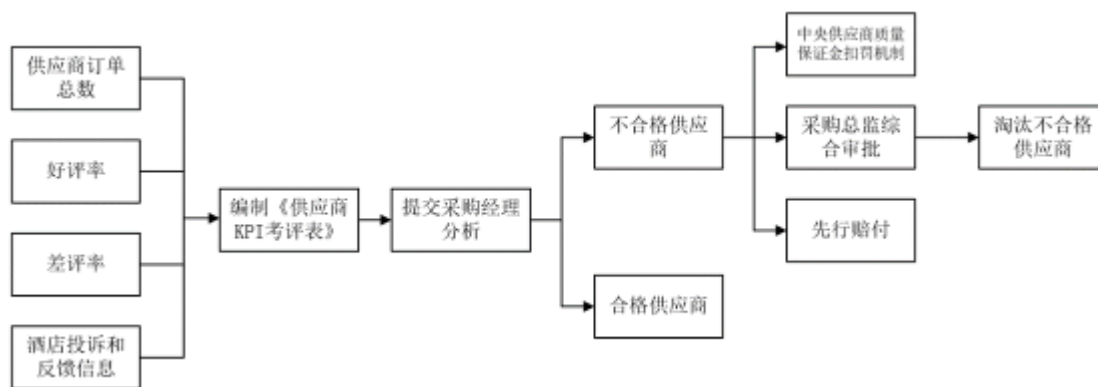 供应商订单
总数
好评率
差评率
酒店投诉和
反馈信息
编制《供应商
KPI考评表》
提交采购经理
分析
不合格供应
商
合格供应商
中央供应商质量
保证金扣罚机制
采购总监综
合审批
先行赔付
淘汰不合格
供应商